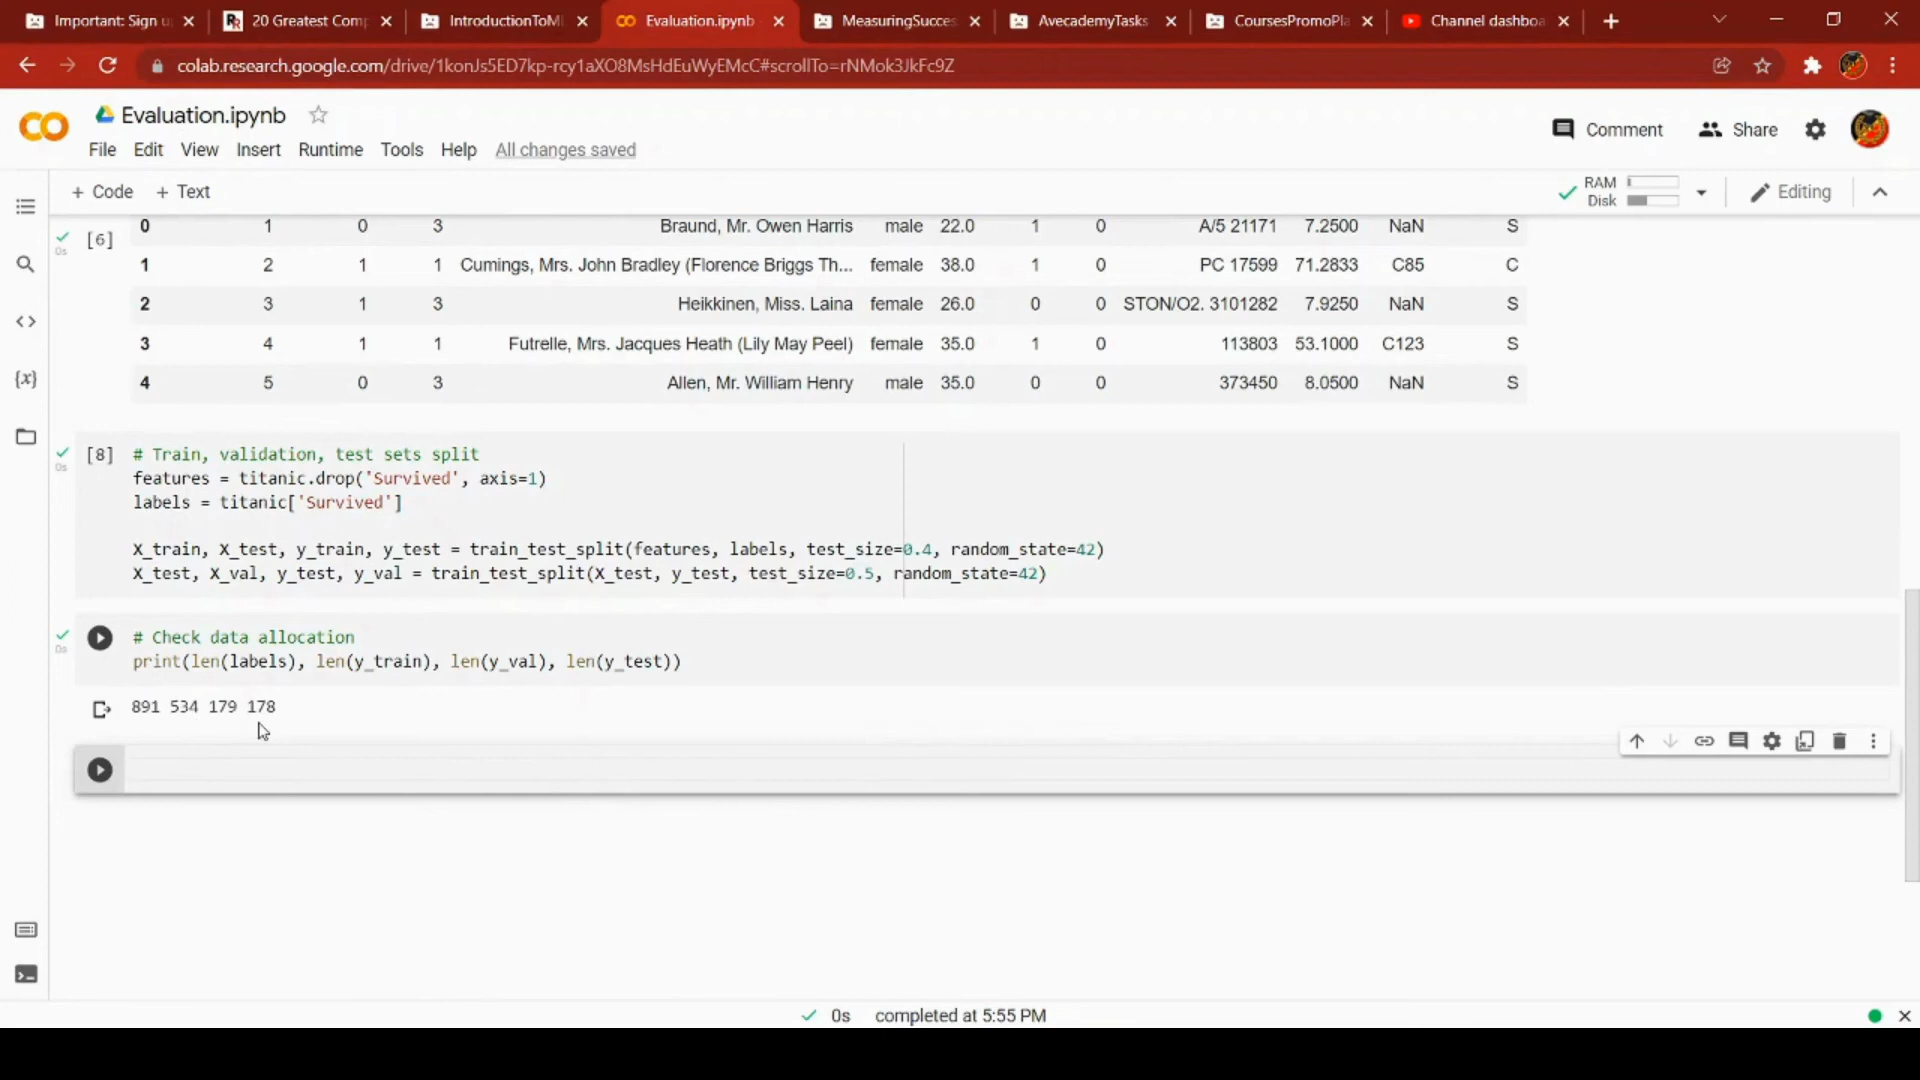 Important: Sign u
20 Greatest Comp
IntroductionToMl
Evaluation.ipynb
MeasuringSucces
AvecademyTasks
CoursesPromoPla
Channel dashboa
colab.research.google.com/drive/1konJs5ED7kp-rcy1aXO8MsHdEuWyEMcC#scrollTo=rNMok3JkFc9Z
Evaluation.ipynb
Comment Share
File Edit View Insert Runtime Tools Help All changes saved
+ Code + Text
RAM
Disk
Editing
[6]
0s
0 1 0 3 Braund, Mr. Owen Harris male 22.0 1 0 A/5 21171 7.2500 NaN S
1 2 1 1 Cumings, Mrs. John Bradley (Florence Briggs Th... female 38.0 1 0 PC 17599 71.2833 C85 C
2 3 1 3 Heikkinen, Miss. Laina female 26.0 0 0 STON/O2. 3101282 7.9250 NaN S
3 4 1 1 Futrelle, Mrs. Jacques Heath (Lily May Peel) female 35.0 1 0 113803 53.1000 C123 S
4 5 0 3 Allen, Mr. William Henry male 35.0 0 0 373450 8.0500 NaN S
[8] # Train, validation, test sets split
0s
features = titanic.drop('Survived', axis=1)
labels = titanic['Survived']
X_train, X_test, y_train, y_test = train_test_split(features, labels, test_size=0.4, random_state=42)
X_test, X_val, y_test, y_val = train_test_split(X_test, y_test, test_size=0.5, random_state=42)
# Check data allocation
0s
print(len(labels), len(y_train), len(y_val), len(y_test))
891 534 179 178
0s completed at 5:55 PM